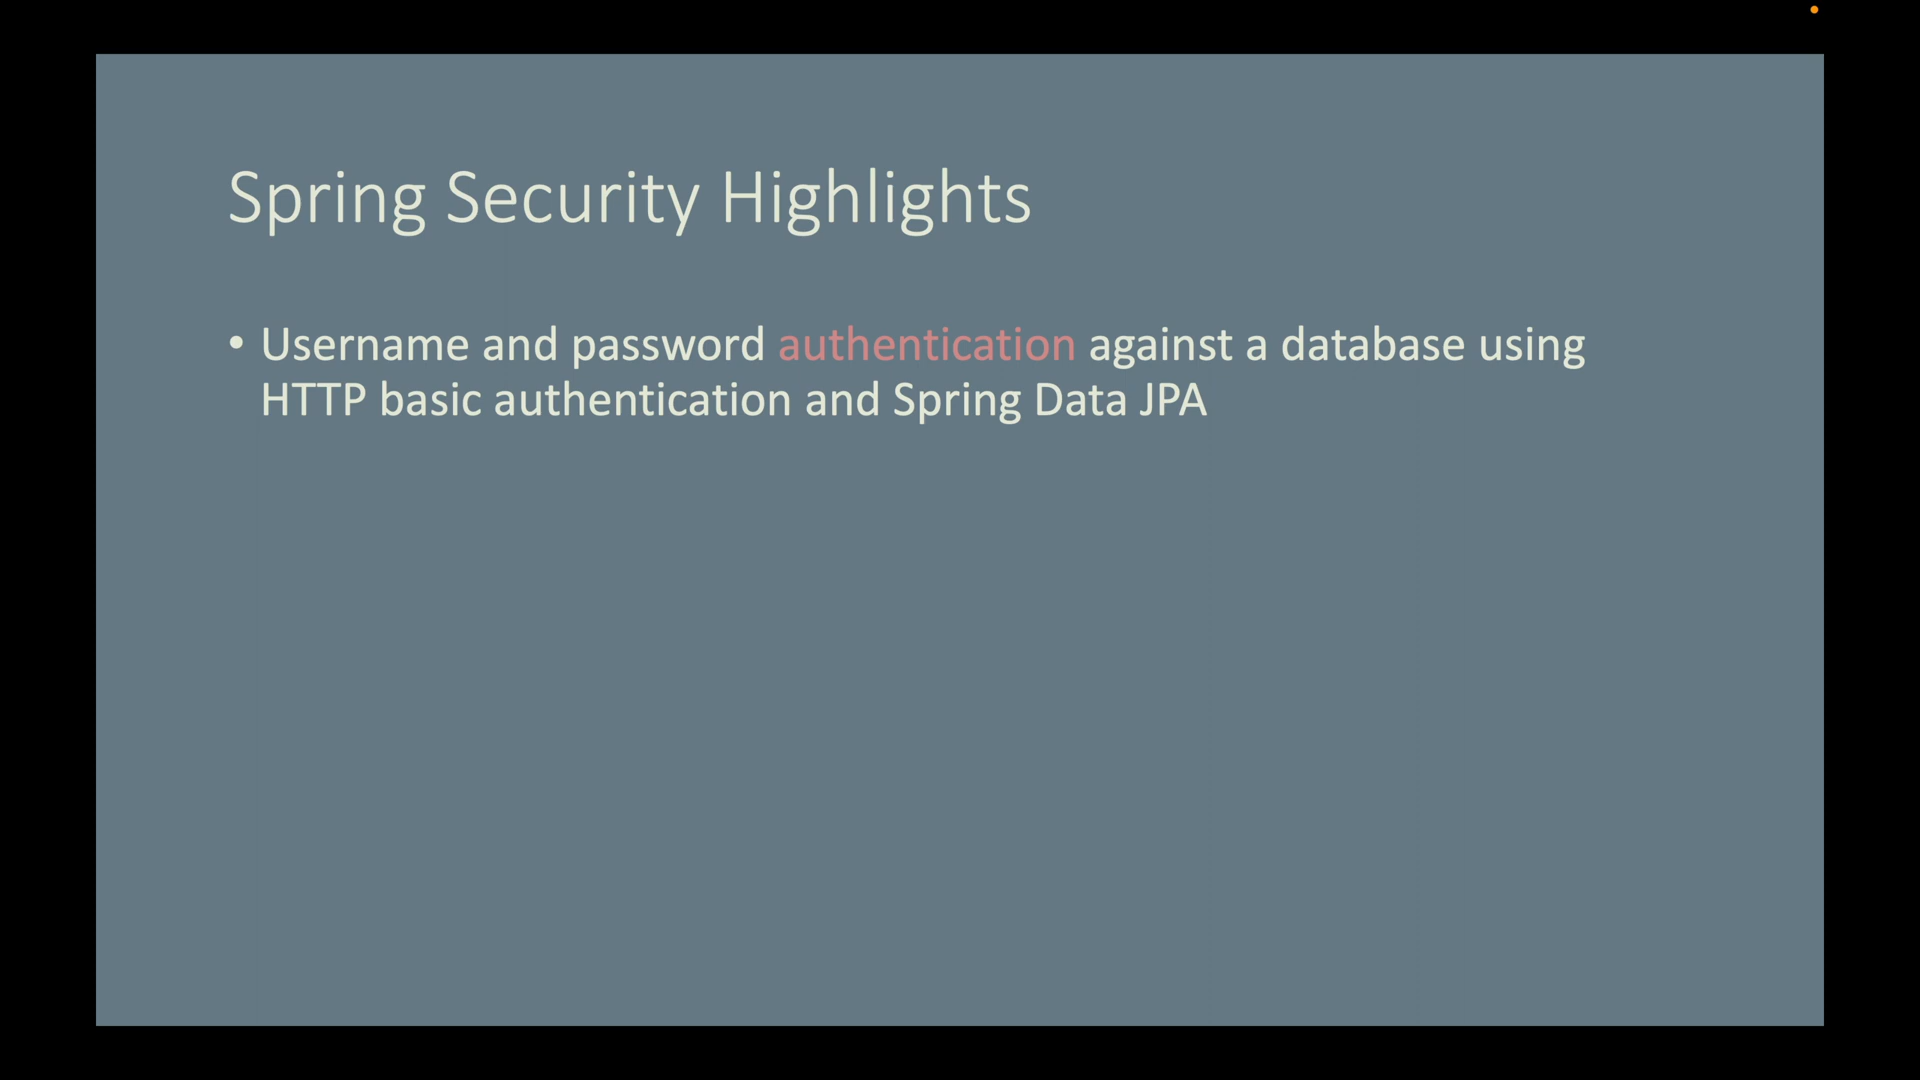 Spring Security Highlights
• Username and password authentication against a database using
HTTP basic authentication and Spring Data JPA